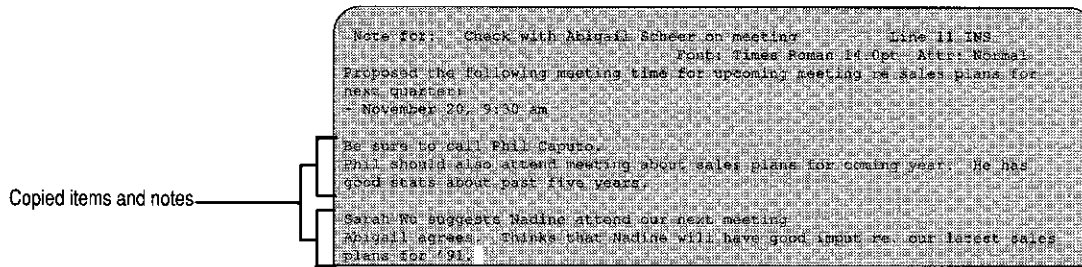 Note for: Check with Abigail Scheer on meeting Line 11 INS
Font: Times Roman 14.0pt Attr: Normal
Proposed the following meeting time for upcoming meeting re sales plans for
next quarter:
- November 20, 9:30 am
Be sure to call Phil Caputo.
Phil should also attend meeting about sales plans for coming year. He has
good stats about past five years.
Copied items and notes
Sarah Wu suggests Nadine attend our next meeting
Abigail agrees. Thinks that Nadine will have good imput re. our latest sales
plans for '91.